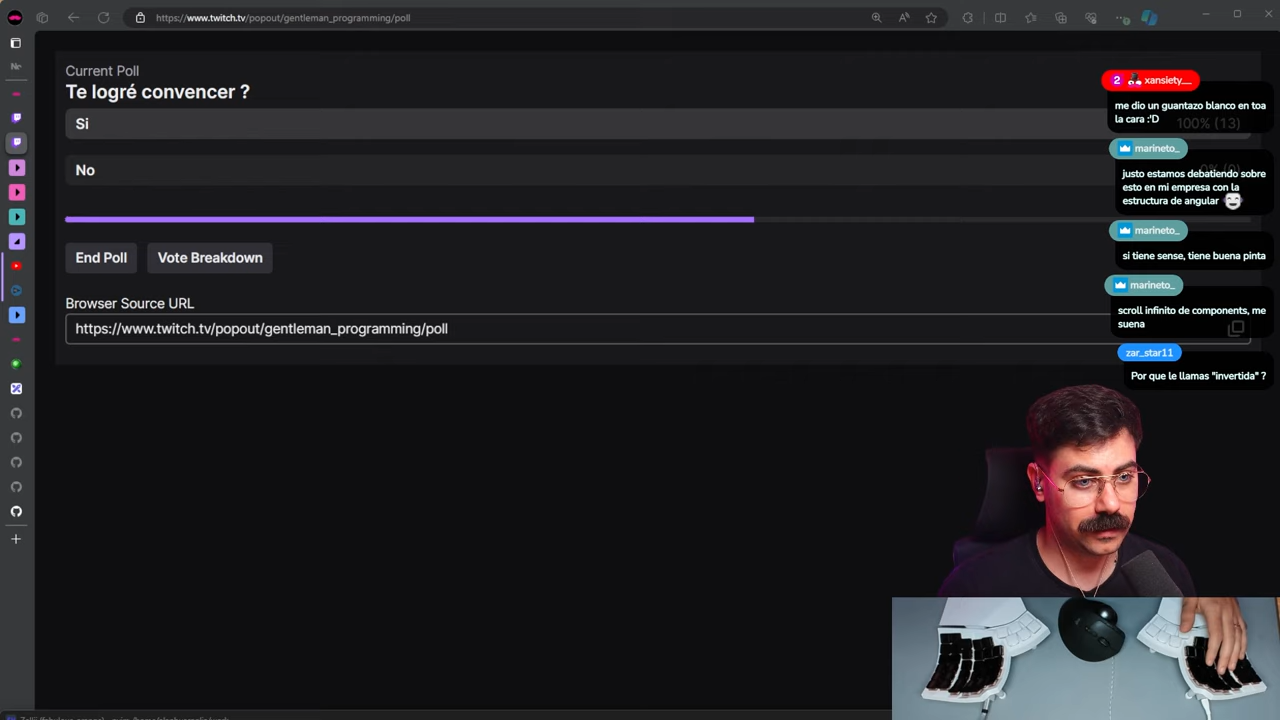 https://www.twitch.tv/popout/gentleman_programming/poll
Current Poll
Te logré convencer ?
Si
100% (13)
No
0% (0)
End Poll
Vote Breakdown
Browser Source URL
https://www.twitch.tv/popout/gentleman_programming/poll
2 xansiety__
me dio un guantazo blanco en toa
la cara :'D
marineto_
justo estamos debatiendo sobre
esto en mi empresa con la
estructura de angular
marineto_
si tiene sense, tiene buena pinta
marineto_
scroll infinito de components, me
suena
zar_star11
Por que le llamas "invertida" ?